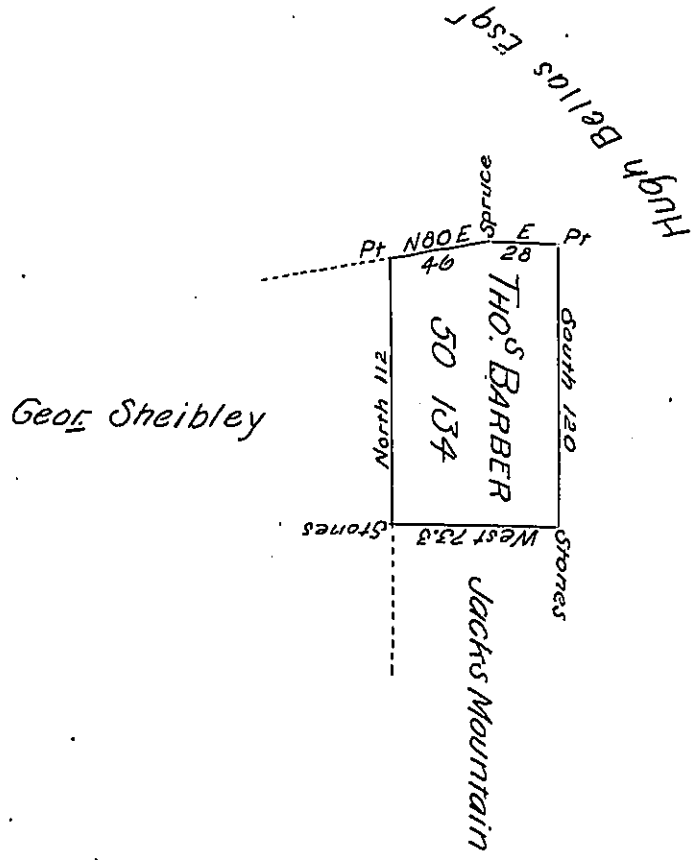 Hugh Bellas Esqr
Spruce
Pt
N80E
46
E
28
Pt
THOS. BARBER
50 134
North 112
South 120
Geor. Sheibley
Stones
West 73.3
Stones
Jacks Mountain